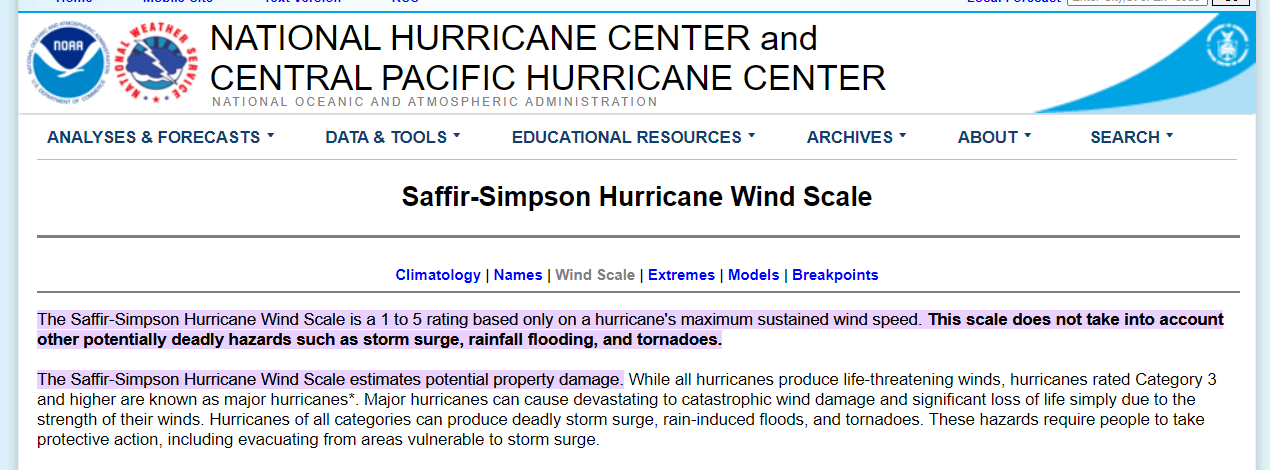 NATIONAL HURRICANE CENTER and
CENTRAL PACIFIC HURRICANE CENTER
NATIONAL OCEANIC AND ATMOSPHERIC ADMINISTRATION
NOAA
NATIONAL WEATHER SERVICE
ANALYSES & FORECASTS DATA & TOOLS EDUCATIONAL RESOURCES ARCHIVES ABOUT SEARCH
Saffir-Simpson Hurricane Wind Scale
Climatology | Names | Wind Scale | Extremes | Models | Breakpoints
The Saffir-Simpson Hurricane Wind Scale is a 1 to 5 rating based only on a hurricane's maximum sustained wind speed. This scale does not take into account
other potentially deadly hazards such as storm surge, rainfall flooding, and tornadoes.
The Saffir-Simpson Hurricane Wind Scale estimates potential property damage. While all hurricanes produce life-threatening winds, hurricanes rated Category 3
and higher are known as major hurricanes*. Major hurricanes can cause devastating to catastrophic wind damage and significant loss of life simply due to the
strength of their winds. Hurricanes of all categories can produce deadly storm surge, rain-induced floods, and tornadoes. These hazards require people to take
protective action, including evacuating from areas vulnerable to storm surge.